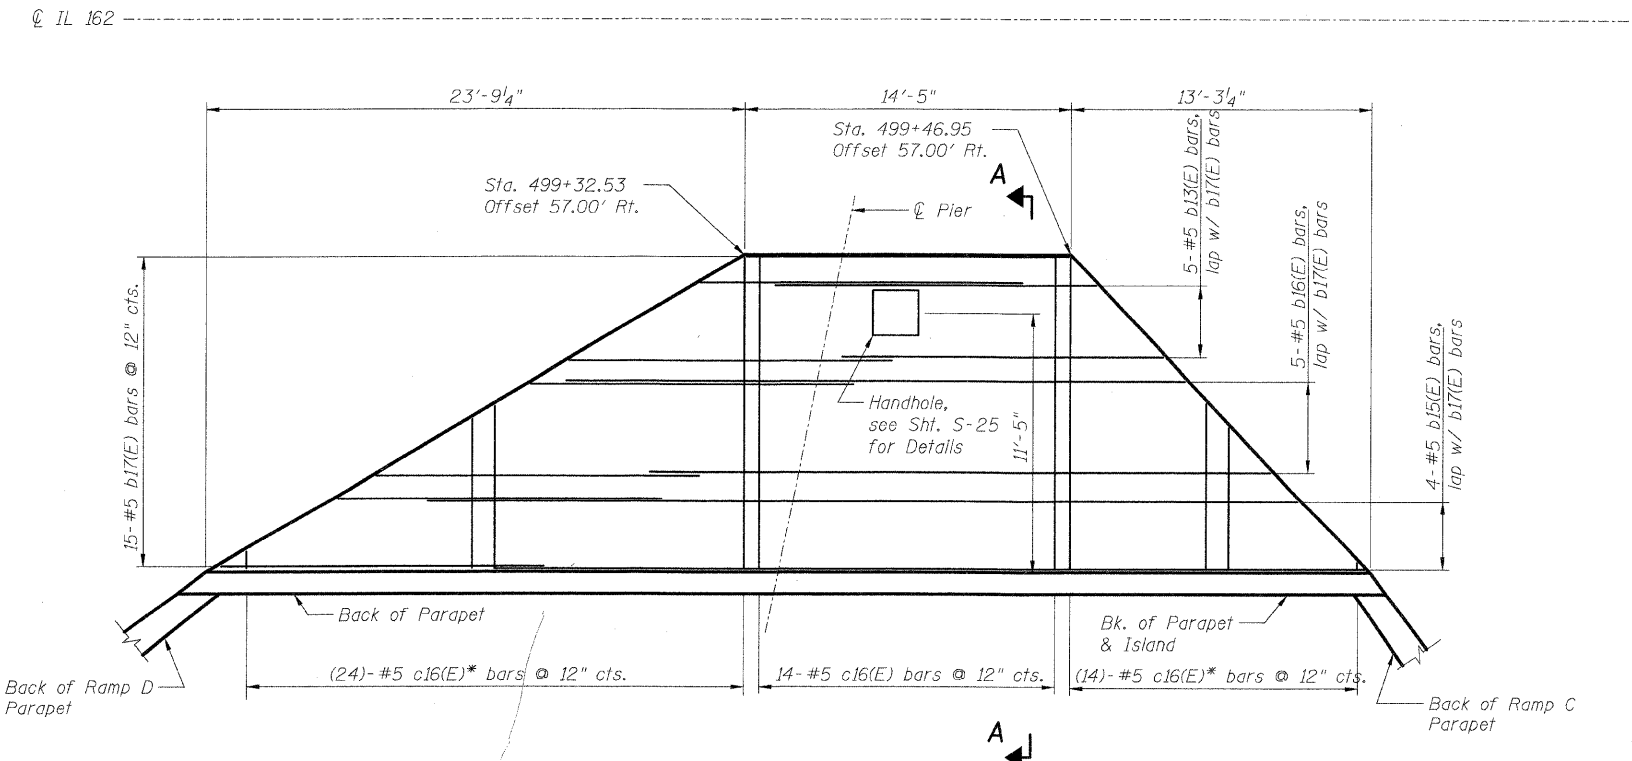 ℄ IL 162
23'-9¼"
14'-5"
13'-3¼"
Sta. 499+46.95
Offset 57.00' Rt.
Sta. 499+32.53
Offset 57.00' Rt.
A
℄ Pier
5-#5 b13(E) bars,
lap w/ b17(E) bars
5-#5 b16(E) bars,
lap w/ b17(E) bars
4-#5 b15(E) bars,
lap w/ b17(E) bars
15-#5 b17(E) bars @ 12" cts.
Handhole,
see Sht. S-25
for Details
11'-5"
Back of Parapet
Bk. of Parapet
& Island
(24)-#5 c16(E)* bars @ 12" cts.
14-#5 c16(E) bars @ 12" cts.
(14)-#5 c16(E)* bars @ 12" cts.
Back of Ramp D
Parapet
Back of Ramp C
Parapet
A